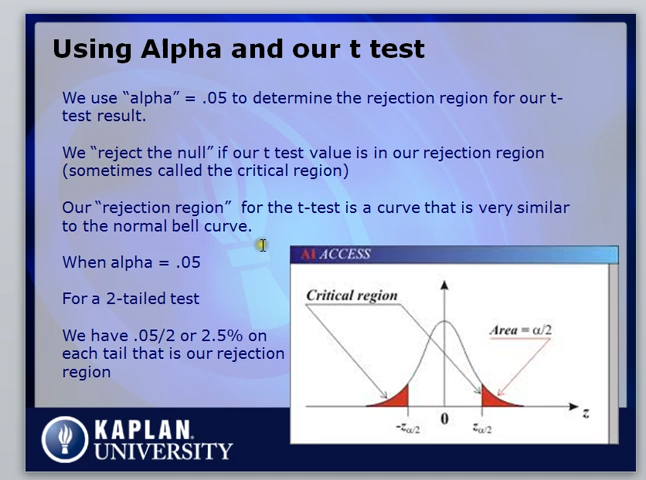 Using Alpha and our t test
We use “alpha” = .05 to determine the rejection region for our t-
test result.
We “reject the null” if our t test value is in our rejection region
(sometimes called the critical region)
Our “rejection region”  for the t-test is a curve that is very similar
to the normal bell curve.
When alpha = .05
For a 2-tailed test
We have .05/2 or 2.5% on
each tail that is our rejection
region
AI ACCESS
Critical region
Area = α/2
-zα/2
0
zα/2
z
KAPLAN
UNIVERSITY